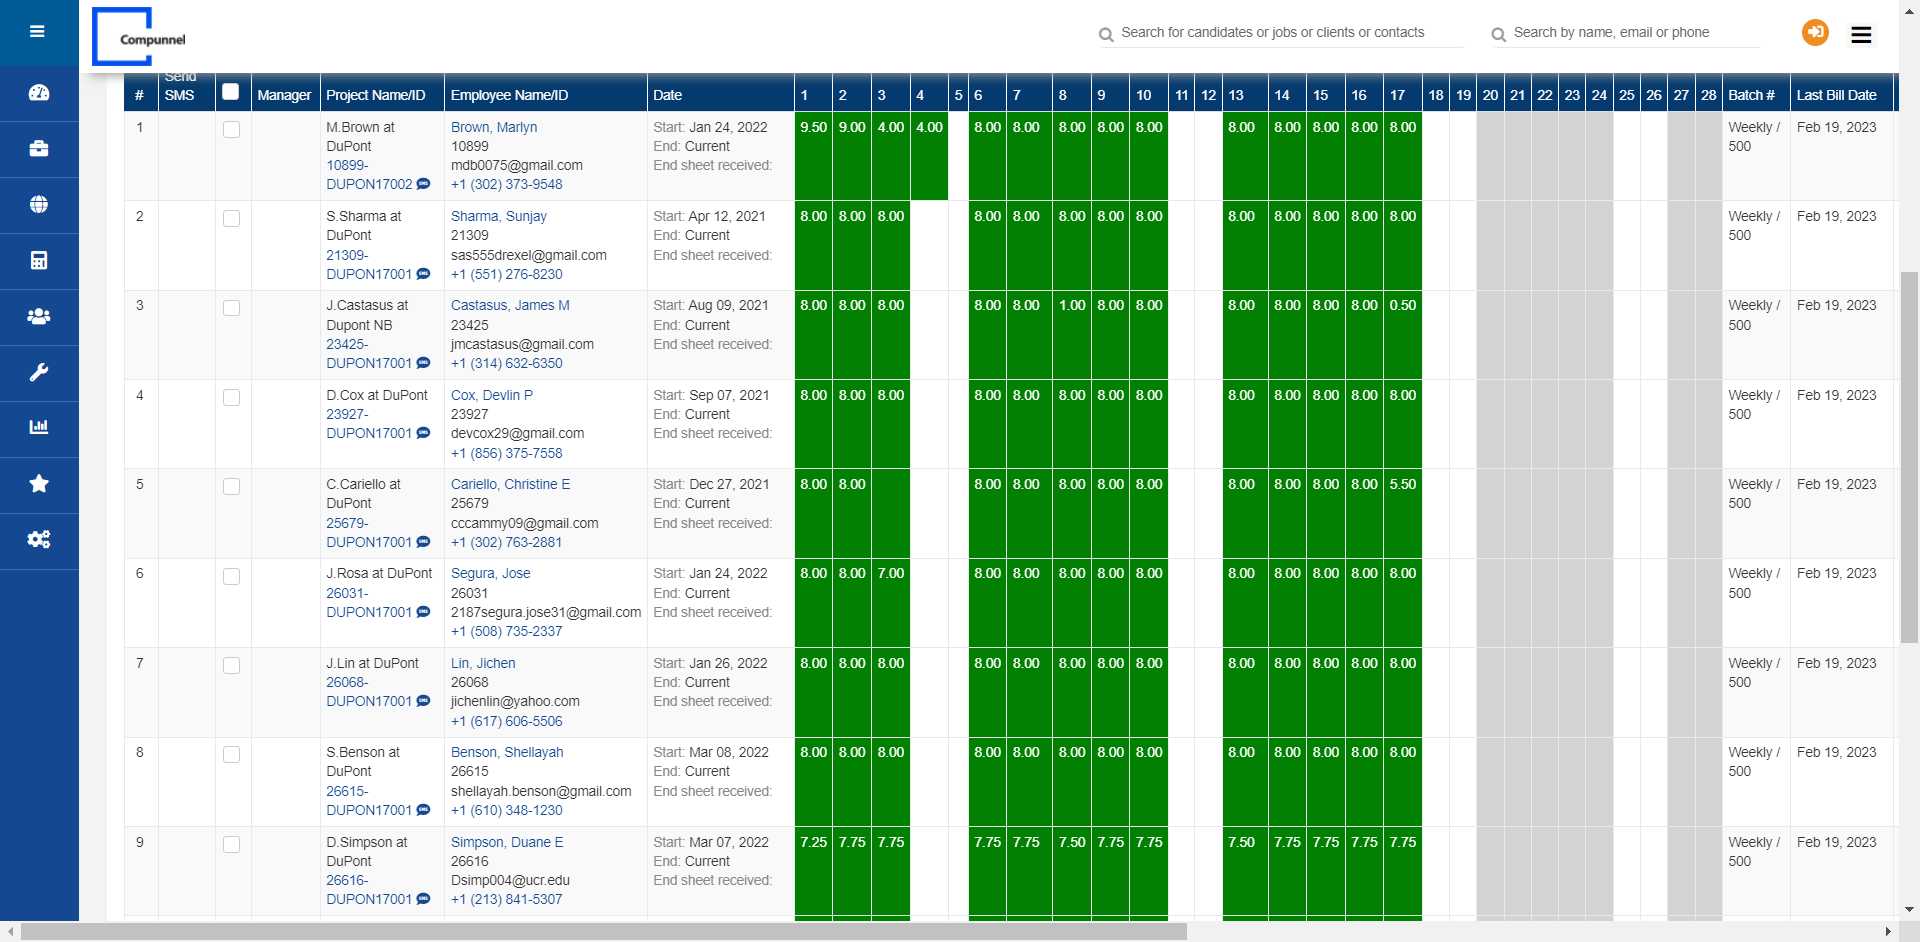 Compunnel
Search for candidates or jobs or clients or contacts
Search by name, email or phone
Send
# SMS Manager Project Name/ID Employee Name/ID Date 1 2 3 4 5 6 7 8 9 10 11 12 13 14 15 16 17 18 19 20 21 22 23 24 25 26 27 28 Batch # Last Bill Date
1 M.Brown at Brown, Marlyn Start: Jan 24, 2022 9.50 9.00 4.00 4.00 8.00 8.00 8.00 8.00 8.00 8.00 8.00 8.00 8.00 8.00 Weekly / Feb 19, 2023
DuPont 10899 End: Current 500
10899- mdb0075@gmail.com End sheet received:
DUPON17002 +1 (302) 373-9548
2 S.Sharma at Sharma, Sunjay Start: Apr 12, 2021 8.00 8.00 8.00 8.00 8.00 8.00 8.00 8.00 8.00 8.00 8.00 8.00 8.00 Weekly / Feb 19, 2023
DuPont 21309 End: Current 500
21309- sas555drexel@gmail.com End sheet received:
DUPON17001 +1 (551) 276-8230
3 J.Castasus at Castasus, James M Start: Aug 09, 2021 8.00 8.00 8.00 8.00 8.00 1.00 8.00 8.00 8.00 8.00 8.00 8.00 0.50 Weekly / Feb 19, 2023
Dupont NB 23425 End: Current 500
23425- jmcastasus@gmail.com End sheet received:
DUPON17001 +1 (314) 632-6350
4 D.Cox at DuPont Cox, Devlin P Start: Sep 07, 2021 8.00 8.00 8.00 8.00 8.00 8.00 8.00 8.00 8.00 8.00 8.00 8.00 8.00 Weekly / Feb 19, 2023
23927- 23927 End: Current 500
DUPON17001 devcox29@gmail.com End sheet received:
+1 (856) 375-7558
5 C.Cariello at Cariello, Christine E Start: Dec 27, 2021 8.00 8.00 8.00 8.00 8.00 8.00 8.00 8.00 8.00 8.00 8.00 5.50 Weekly / Feb 19, 2023
DuPont 25679 End: Current 500
25679- cccammy09@gmail.com End sheet received:
DUPON17001 +1 (302) 763-2881
6 J.Rosa at DuPont Segura, Jose Start: Jan 24, 2022 8.00 8.00 7.00 8.00 8.00 8.00 8.00 8.00 8.00 8.00 8.00 8.00 8.00 Weekly / Feb 19, 2023
26031- 26031 End: Current 500
DUPON17001 2187segura.jose31@gmail.com End sheet received:
+1 (508) 735-2337
7 J.Lin at DuPont Lin, Jichen Start: Jan 26, 2022 8.00 8.00 8.00 8.00 8.00 8.00 8.00 8.00 8.00 8.00 8.00 8.00 8.00 Weekly / Feb 19, 2023
26068- 26068 End: Current 500
DUPON17001 jichenlin@yahoo.com End sheet received:
+1 (617) 606-5506
8 S.Benson at Benson, Shellayah Start: Mar 08, 2022 8.00 8.00 8.00 8.00 8.00 8.00 8.00 8.00 8.00 8.00 8.00 8.00 8.00 Weekly / Feb 19, 2023
DuPont 26615 End: Current 500
26615- shellayah.benson@gmail.com End sheet received:
DUPON17001 +1 (610) 348-1230
9 D.Simpson at Simpson, Duane E Start: Mar 07, 2022 7.25 7.75 7.75 7.75 7.75 7.50 7.75 7.75 7.50 7.75 7.75 7.75 7.75 Weekly / Feb 19, 2023
DuPont 26616 End: Current 500
26616- Dsimp004@ucr.edu End sheet received:
DUPON17001 +1 (213) 841-5307